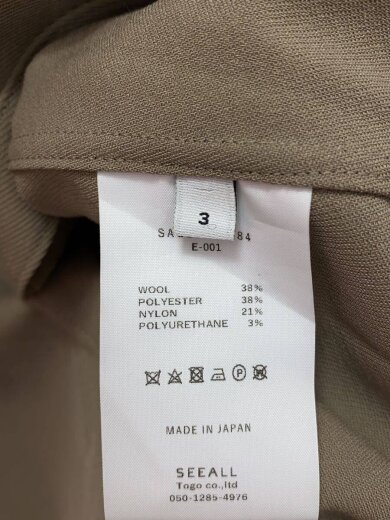 3
84
E-001
WOOL 38%
POLYESTER 38%
NYLON 21%
POLYURETHANE 3%
MADE IN JAPAN
SEEALL
Togo co.,ltd
050-1285-4976